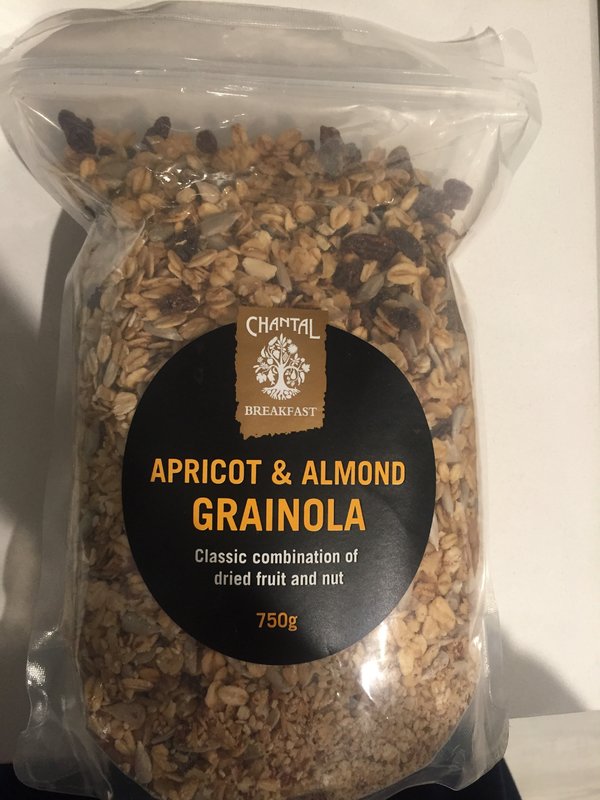 CHANTAL
BREAKFAST
APRICOT & ALMOND
GRAINOLA
Classic combination of
dried fruit and nut
750g